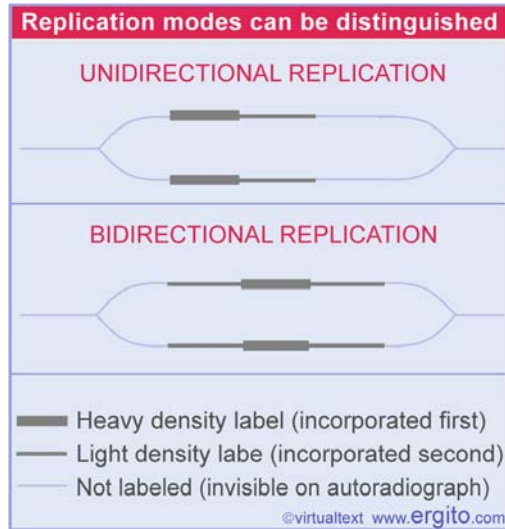 Replication modes can be distinguished
UNIDIRECTIONAL REPLICATION
BIDIRECTIONAL REPLICATION
Heavy density label (incorporated first)
Light density labe (incorporated second)
Not labeled (invisible on autoradiograph)
©virtualtext www.ergito.com